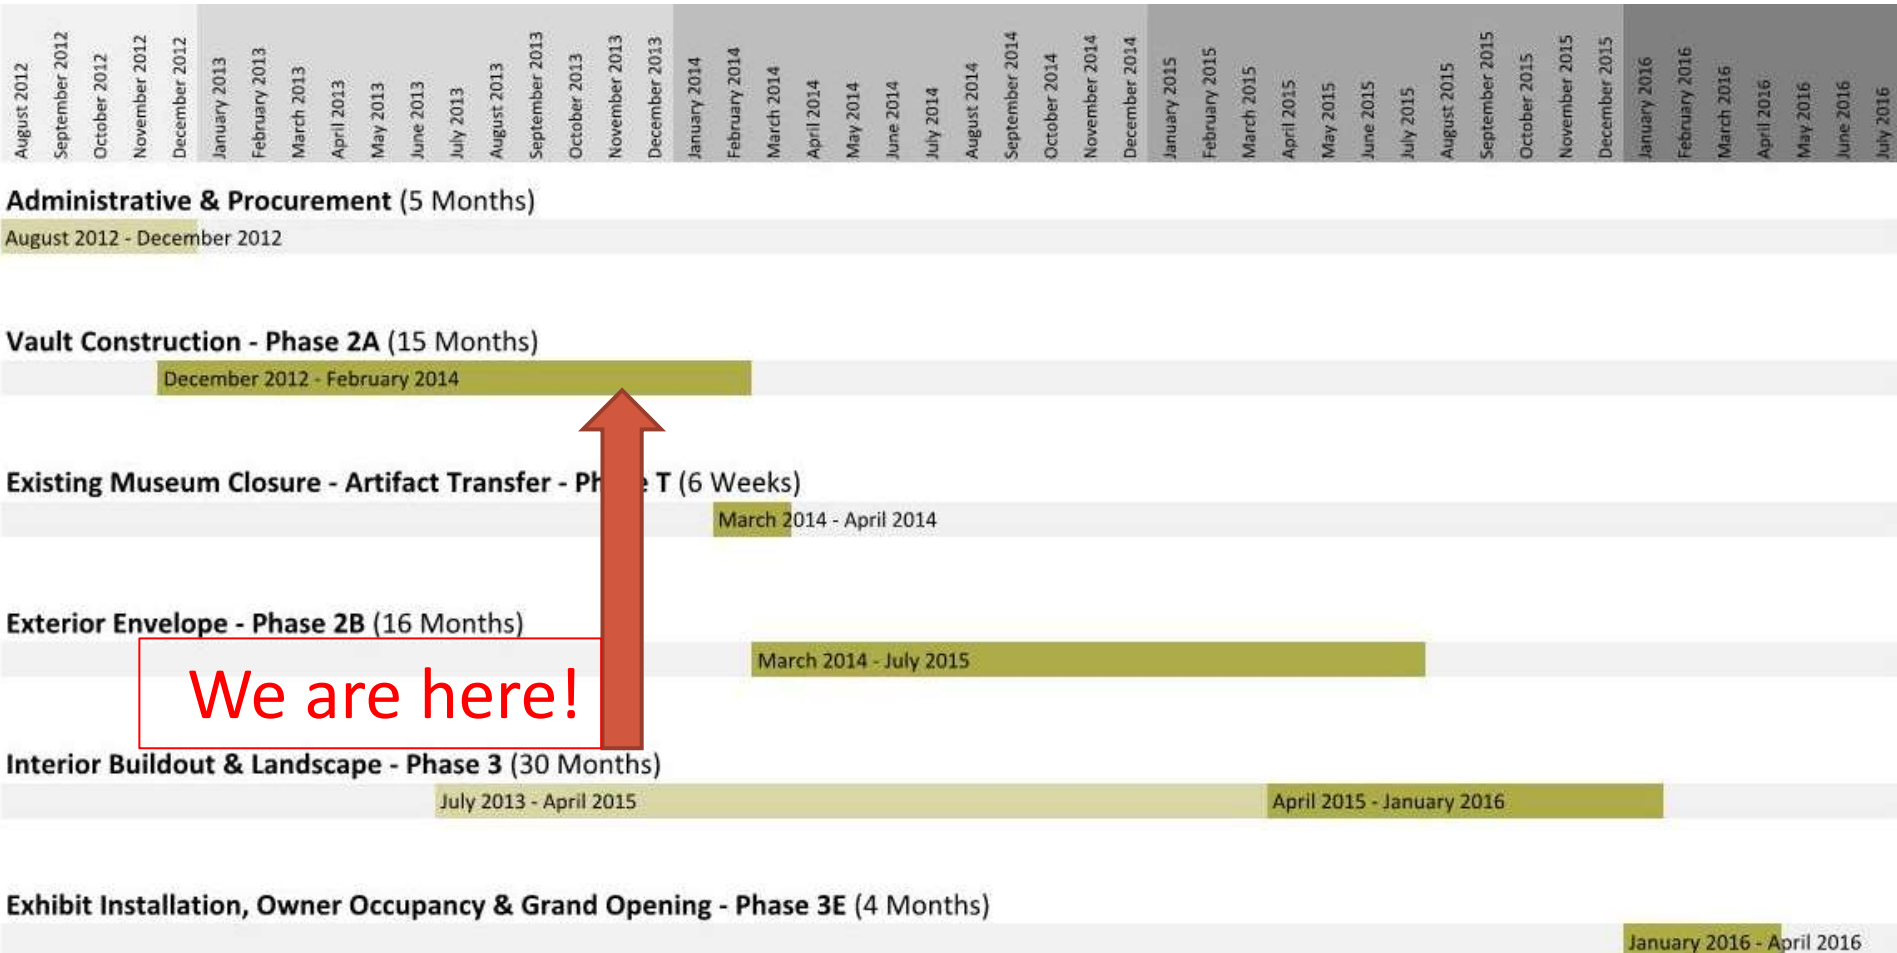 August 2012
September 2012
October 2012
November 2012
December 2012
January 2013
February 2013
March 2013
April 2013
May 2013
June 2013
July 2013
August 2013
September 2013
October 2013
November 2013
December 2013
January 2014
February 2014
March 2014
April 2014
May 2014
June 2014
July 2014
August 2014
September 2014
October 2014
November 2014
December 2014
January 2015
February 2015
March 2015
April 2015
May 2015
June 2015
July 2015
August 2015
September 2015
October 2015
November 2015
December 2015
January 2016
February 2016
March 2016
April 2016
May 2016
June 2016
July 2016
Administrative & Procurement (5 Months)
August 2012 - December 2012
Vault Construction - Phase 2A (15 Months)
December 2012 - February 2014
Existing Museum Closure - Artifact Transfer - T (6 Weeks)
March 2014 - April 2014
Exterior Envelope - Phase 2B (16 Months)
March 2014 - July 2015
We are here!
Interior Buildout & Landscape - Phase 3 (30 Months)
July 2013 - April 2015
April 2015 - January 2016
Exhibit Installation, Owner Occupancy & Grand Opening - Phase 3E (4 Months)
January 2016 - April 2016